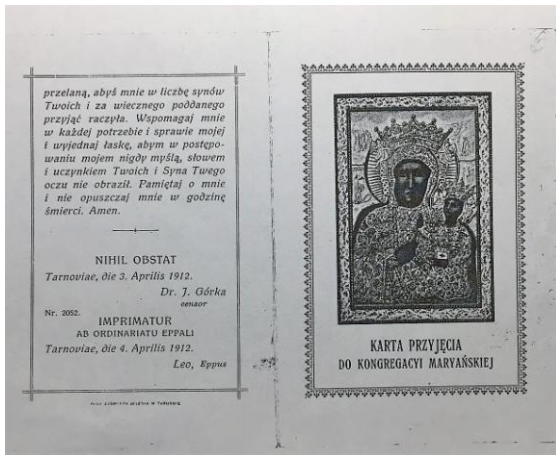 przelaną, abyś mnie w liczbę synów
Twoich i za wiecznego poddanego
przyjąć raczyła. Wspomagaj mnie
w każdej potrzebie i sprawie mojej
i wyjednaj łaskę, abym w postępo-
waniu mojem nigdy myślą, słowem
i uczynkiem Twoich i Syna Twego
oczu nie obraził. Pamiętaj o mnie
i nie opuszczaj mnie w godzinę
śmierci. Amen.
NIHIL OBSTAT
Tarnoviae, die 3. Aprilis 1912.
Dr. J. Górka
censor
Nr. 2052.
IMPRIMATUR
AB ORDINARIATU EPPALI
Tarnoviae, die 4. Aprilis 1912.
Leo, Eppus
KARTA PRZYJĘCIA
DO KONGREGACYI MARYAŃSKIEJ